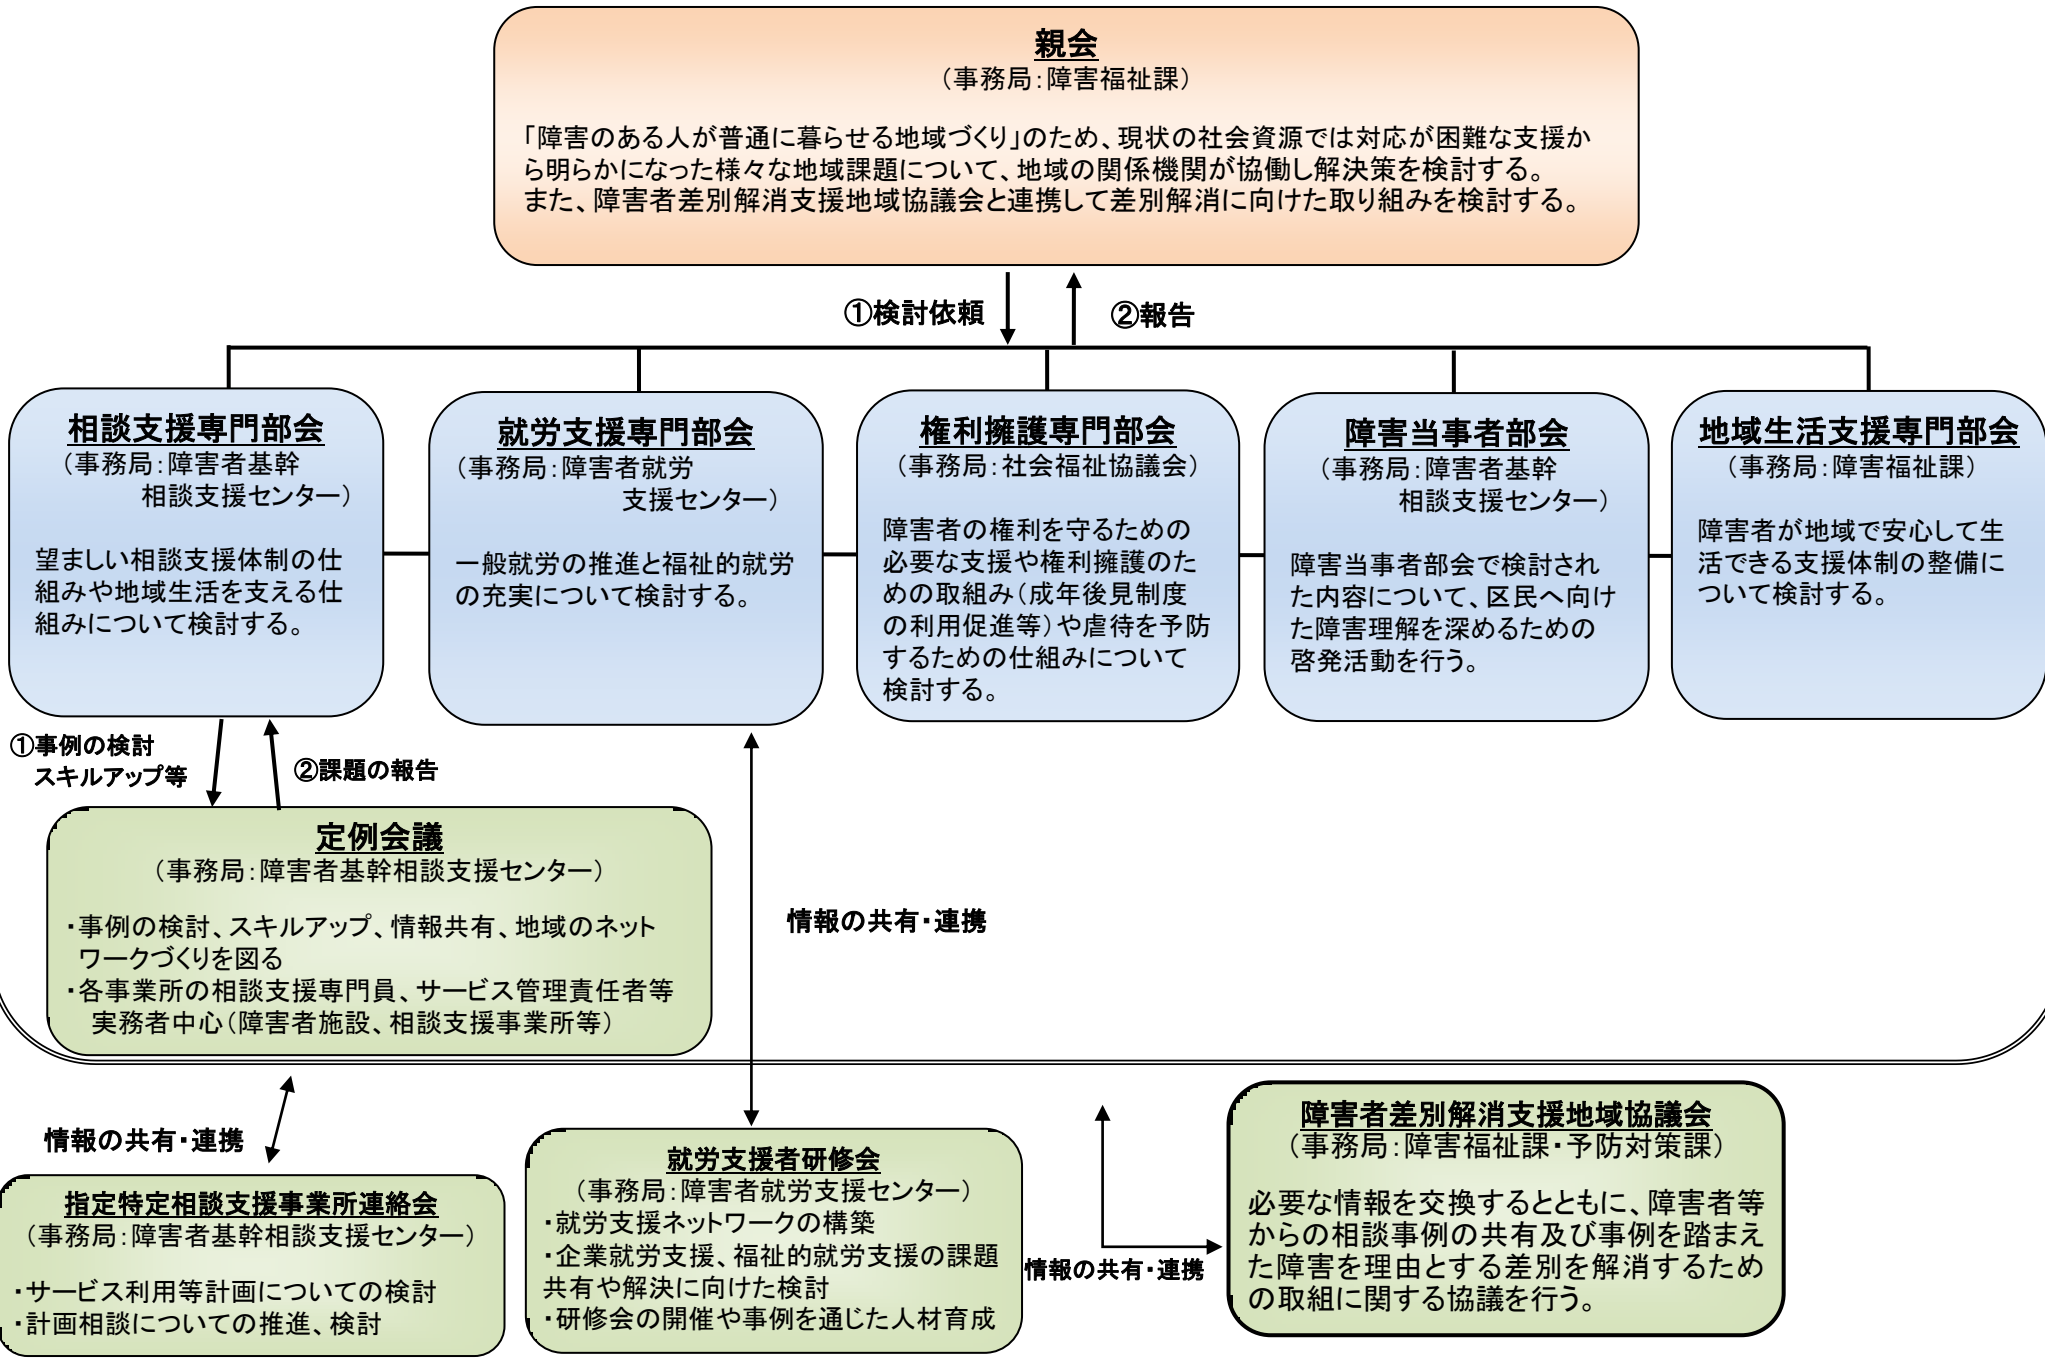 親会
（事務局：障害福祉課）
「障害のある人が普通に暮らせる地域づくり」のため、現状の社会資源では対応が困難な支援か
ら明らかになった様々な地域課題について、地域の関係機関が協働し解決策を検討する。
また、障害者差別解消支援地域協議会と連携して差別解消に向けた取り組みを検討する。
①検討依頼
②報告
相談支援専門部会
（事務局：障害者基幹
相談支援センター）
望ましい相談支援体制の仕
組みや地域生活を支える仕
組みについて検討する。
就労支援専門部会
（事務局：障害者就労
支援センター）
一般就労の推進と福祉的就労
の充実について検討する。
権利擁護専門部会
（事務局：社会福祉協議会）
障害者の権利を守るための
必要な支援や権利擁護のた
めの取組み（成年後見制度
の利用促進等）や虐待を予防
するための仕組みについて
検討する。
障害当事者部会
（事務局：障害者基幹
相談支援センター）
障害当事者部会で検討され
た内容について、区民へ向け
た障害理解を深めるための
啓発活動を行う。
地域生活支援専門部会
（事務局：障害福祉課）
障害者が地域で安心して生
活できる支援体制の整備に
ついて検討する。
①事例の検討
スキルアップ等
②課題の報告
定例会議
（事務局：障害者基幹相談支援センター）
・事例の検討、スキルアップ、情報共有、地域のネット
ワークづくりを図る
・各事業所の相談支援専門員、サービス管理責任者等
実務者中心（障害者施設、相談支援事業所等）
情報の共有・連携
情報の共有・連携
指定特定相談支援事業所連絡会
（事務局：障害者基幹相談支援センター）
・サービス利用等計画についての検討
・計画相談についての推進、検討
就労支援者研修会
（事務局：障害者就労支援センター）
・就労支援ネットワークの構築
・企業就労支援、福祉的就労支援の課題
共有や解決に向けた検討
・研修会の開催や事例を通じた人材育成
情報の共有・連携
障害者差別解消支援地域協議会
（事務局：障害福祉課・予防対策課）
必要な情報を交換するとともに、障害者等
からの相談事例の共有及び事例を踏まえ
た障害を理由とする差別を解消するため
の取組に関する協議を行う。